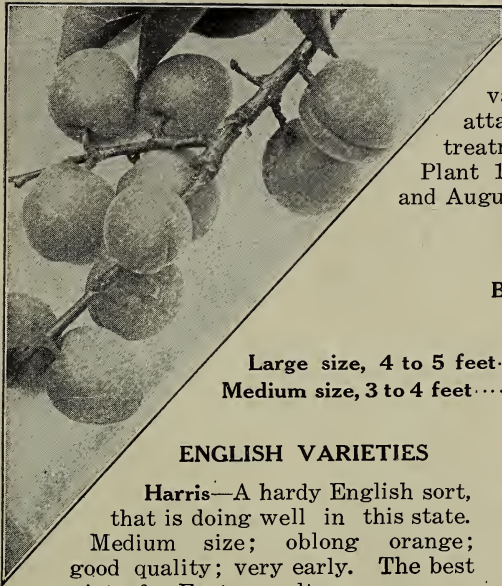 Plant 1
and Augu
Large size, 4 to 5 feet
Medium size, 3 to 4 feet....
ENGLISH VARIETIES
Harris—A hardy English sort,
that is doing well in this state.
Medium size; oblong orange;
good quality; very early. The best